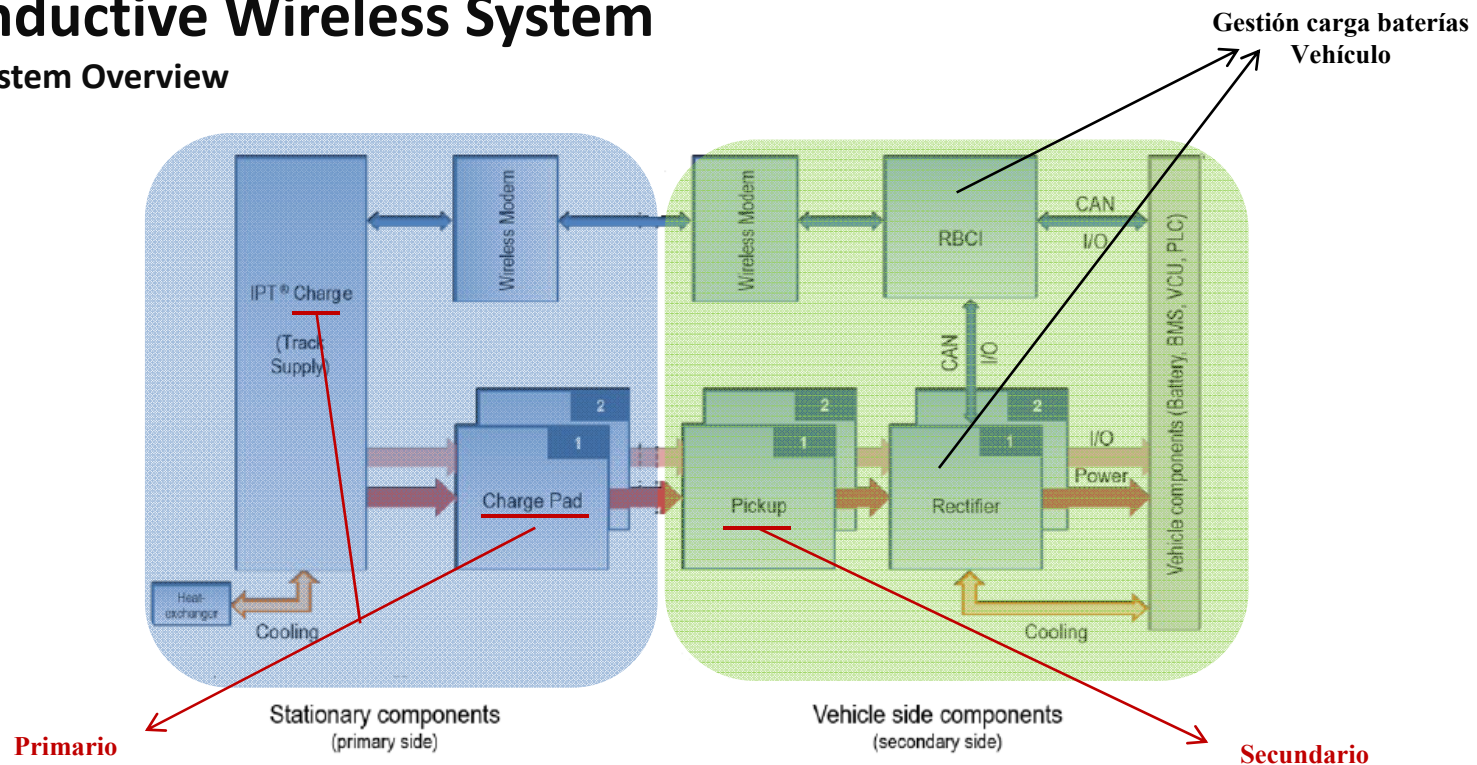 nductive Wireless System
stem Overview
Gestión carga baterías
Vehículo
IPT® Charge
(Track
Supply)
Wireless Modem
Wireless Modem
RBCI
CAN
I/O
CAN
I/O
Vehicle components (Battery, BMS, VCU, PLC)
2
1
Charge Pad
2
1
Pickup
2
1
Rectifier
I/O
Power
Heat-
exchanger
Cooling
Cooling
Stationary components
(primary side)
Vehicle side components
(secondary side)
Primario
Secundario